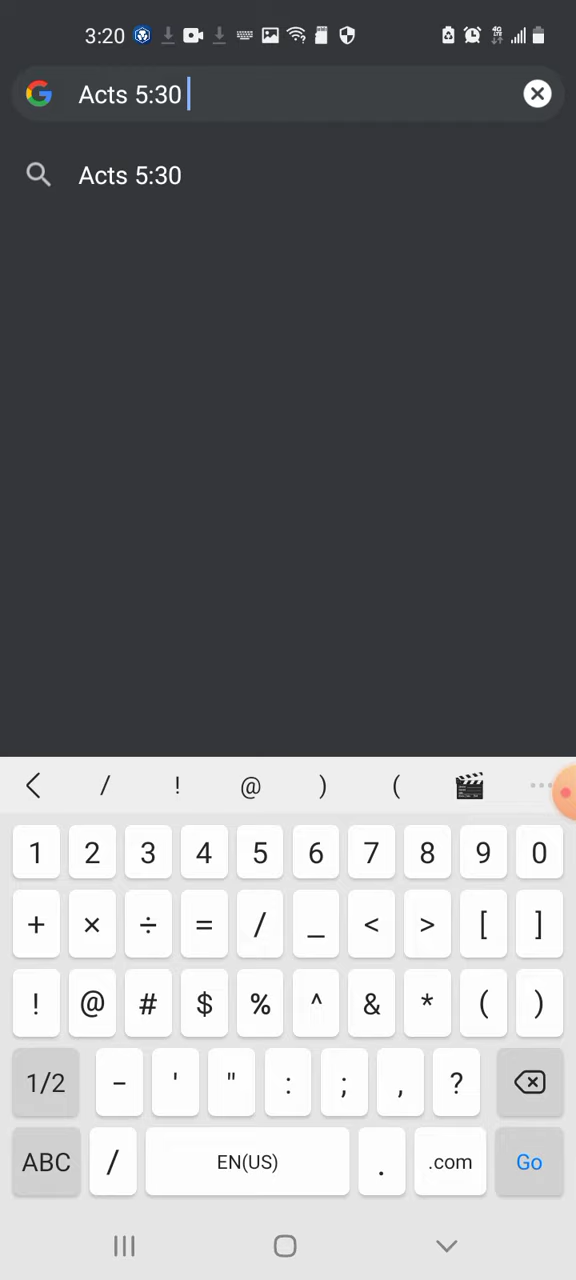 3:20
4G
Acts 5:30
Acts 5:30
/ ! @ ) (
1 2 3 4 5 6 7 8 9 0
+ × ÷ = / _ < > [ ]
! @ # $ % ^ & * ( )
1/2 - ' " : ; , ?
ABC / EN(US) . .com Go